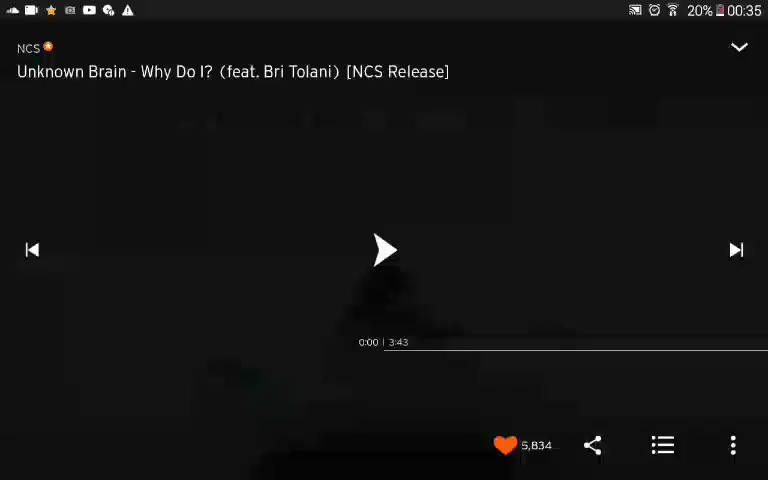 20% 00:35
NCS
Unknown Brain - Why Do I? (feat. Bri Tolani) [NCS Release]
0:00 | 3:43
5,834